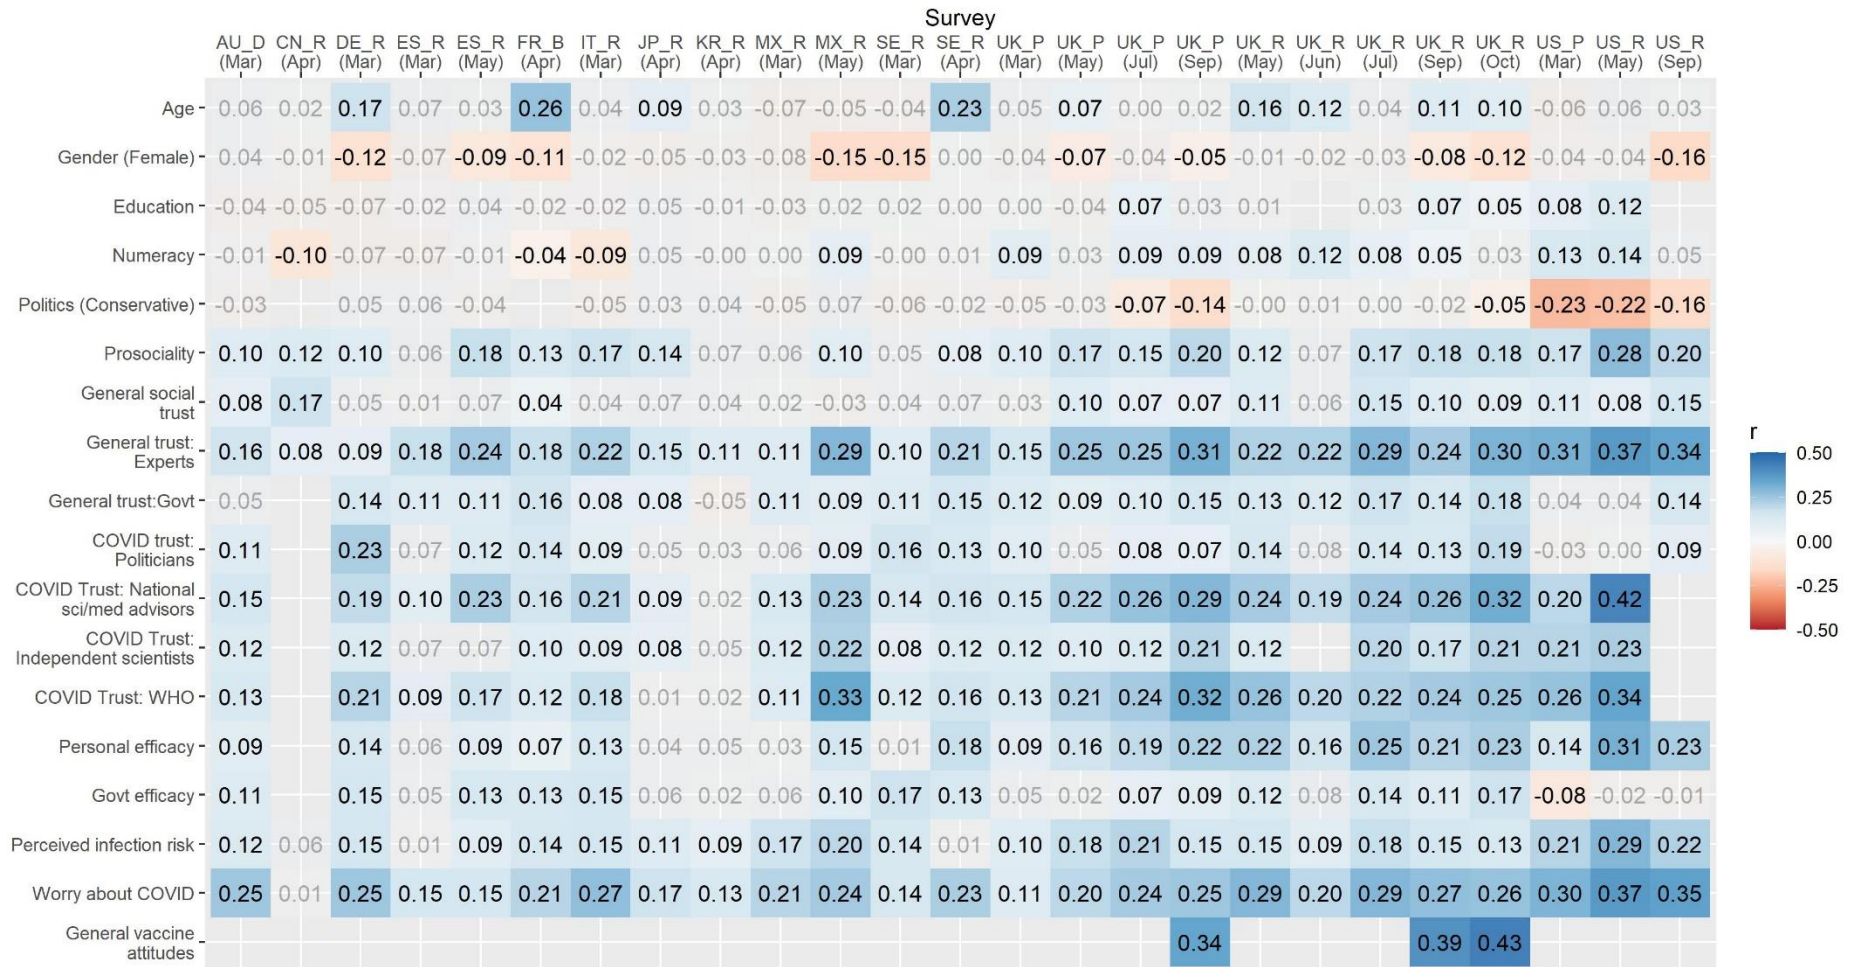 Survey
AU_D CN_R DE_R ES_R ES_R FR_B IT_R JP_R KR_R MX_R MX_R SE_R SE_R UK_P UK_P UK_P UK_P UK_R UK_R UK_R UK_R UK_R US_P US_R US_R
(Mar) (Apr) (Mar) (Mar) (May) (Apr) (Mar) (Apr) (Apr) (Mar) (May) (Mar) (Apr) (Mar) (May) (Jul) (Sep) (May) (Jun) (Jul) (Sep) (Oct) (Mar) (May) (Sep)
Age 0.06 0.02 0.17 0.07 0.03 0.26 0.04 0.09 0.03 -0.07 -0.05 -0.04 0.23 0.05 0.07 0.00 0.02 0.16 0.12 0.04 0.11 0.10 -0.06 0.06 0.03
Gender (Female) 0.04 -0.01 -0.12 -0.07 -0.09 -0.11 -0.02 -0.05 -0.03 -0.08 -0.15 -0.15 0.00 -0.04 -0.07 -0.04 -0.05 -0.01 -0.02 -0.03 -0.08 -0.12 -0.04 -0.04 -0.16
Education -0.04 -0.05 -0.07 -0.02 0.04 -0.02 -0.02 0.05 -0.01 -0.03 0.02 0.02 0.00 0.00 -0.04 0.07 0.03 0.01 0.03 0.07 0.05 0.08 0.12
Numeracy -0.01 -0.10 -0.07 -0.07 -0.01 -0.04 -0.09 0.05 -0.00 0.00 0.09 -0.00 0.01 0.09 0.03 0.09 0.09 0.08 0.12 0.08 0.05 0.03 0.13 0.14 0.05
Politics (Conservative) -0.03 0.05 0.06 -0.04 -0.05 0.03 0.04 -0.05 0.07 -0.06 -0.02 -0.05 -0.03 -0.07 -0.14 -0.00 0.01 0.00 -0.02 -0.05 -0.23 -0.22 -0.16
Prosociality 0.10 0.12 0.10 0.06 0.18 0.13 0.17 0.14 0.07 0.06 0.10 0.05 0.08 0.10 0.17 0.15 0.20 0.12 0.07 0.17 0.18 0.18 0.17 0.28 0.20
General social
trust 0.08 0.17 0.05 0.01 0.07 0.04 0.04 0.07 0.04 0.02 -0.03 0.04 0.07 0.03 0.10 0.07 0.07 0.11 0.06 0.15 0.10 0.09 0.11 0.08 0.15
General trust:
Experts 0.16 0.08 0.09 0.18 0.24 0.18 0.22 0.15 0.11 0.11 0.29 0.10 0.21 0.15 0.25 0.25 0.31 0.22 0.22 0.29 0.24 0.30 0.31 0.37 0.34
General trust:Govt 0.05 0.14 0.11 0.11 0.16 0.08 0.08 -0.05 0.11 0.09 0.11 0.15 0.12 0.09 0.10 0.15 0.13 0.12 0.17 0.14 0.18 0.04 0.04 0.14
COVID trust:
Politicians 0.11 0.23 0.07 0.12 0.14 0.09 0.05 0.03 0.06 0.09 0.16 0.13 0.10 0.05 0.08 0.07 0.14 0.08 0.14 0.13 0.19 -0.03 0.00 0.09
COVID Trust: National
sci/med advisors 0.15 0.19 0.10 0.23 0.16 0.21 0.09 0.02 0.13 0.23 0.14 0.16 0.15 0.22 0.26 0.29 0.24 0.19 0.24 0.26 0.32 0.20 0.42
COVID Trust:
Independent scientists 0.12 0.12 0.07 0.07 0.10 0.09 0.08 0.05 0.12 0.22 0.08 0.12 0.12 0.10 0.12 0.21 0.12 0.20 0.17 0.21 0.21 0.23
COVID Trust: WHO 0.13 0.21 0.09 0.17 0.12 0.18 0.01 0.02 0.11 0.33 0.12 0.16 0.13 0.21 0.24 0.32 0.26 0.20 0.22 0.24 0.25 0.26 0.34
Personal efficacy 0.09 0.14 0.06 0.09 0.07 0.13 0.04 0.05 0.03 0.15 0.01 0.18 0.09 0.16 0.19 0.22 0.22 0.16 0.25 0.21 0.23 0.14 0.31 0.23
Govt efficacy 0.11 0.15 0.05 0.13 0.13 0.15 0.06 0.02 0.06 0.10 0.17 0.13 0.05 0.02 0.07 0.09 0.12 0.08 0.14 0.11 0.17 -0.08 -0.02 -0.01
Perceived infection risk 0.12 0.06 0.15 0.01 0.09 0.14 0.15 0.11 0.09 0.17 0.20 0.14 0.01 0.10 0.18 0.21 0.15 0.15 0.09 0.18 0.15 0.13 0.21 0.29 0.22
Worry about COVID 0.25 0.01 0.25 0.15 0.15 0.21 0.27 0.17 0.13 0.21 0.24 0.14 0.23 0.11 0.20 0.24 0.25 0.29 0.20 0.29 0.27 0.26 0.30 0.37 0.35
General vaccine
attitudes 0.34 0.39 0.43
r
0.50
0.25
0.00
-0.25
-0.50